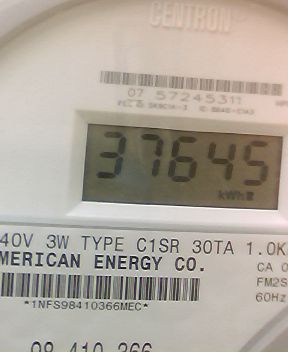 CENTRON®
07 57245311
37645
kWh
40V 3W TYPE C1SR 30TA 1.0K
MERICAN ENERGY CO.
CA 0
FM2S
60Hz
*1NFS98410366MEC*
98 410 366